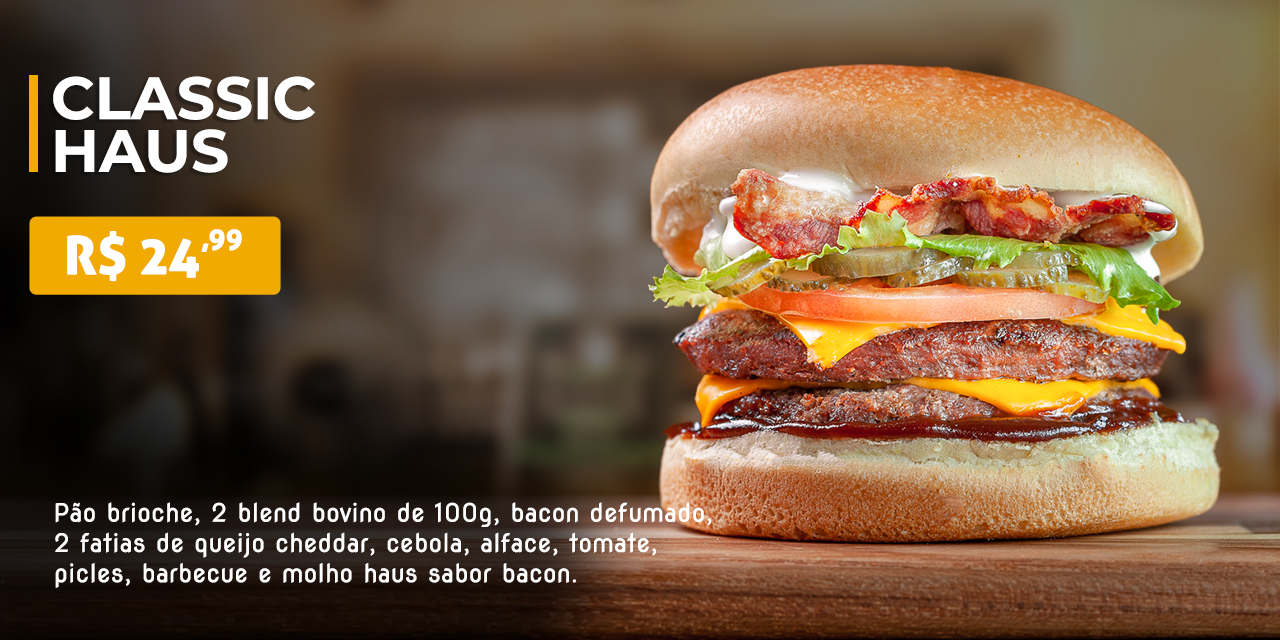 CLASSIC
HAUS
R$ 24,99
Pão brioche, 2 blend bovino de 100g, bacon defumado,
2 fatias de queijo cheddar, cebola, alface, tomate,
picles, barbecue e molho haus sabor bacon.